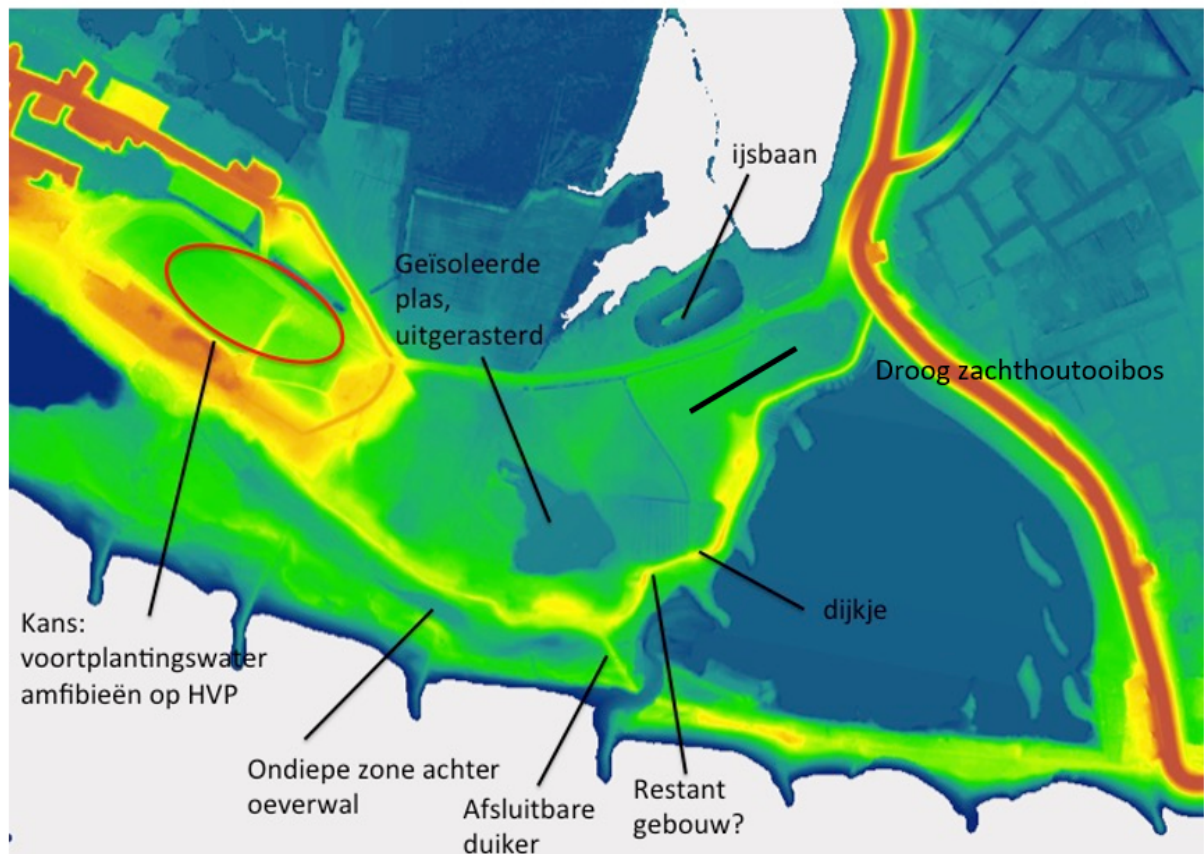 ijsbaan
Geïsoleerde
plas,
uitgerasterd
Droog zachthoutooibos
dijkje
Kans:
voortplantingswater
amfibieën op HVP
Ondiepe zone achter
oeverwal
Afsluitbare
duiker
Restant
gebouw?